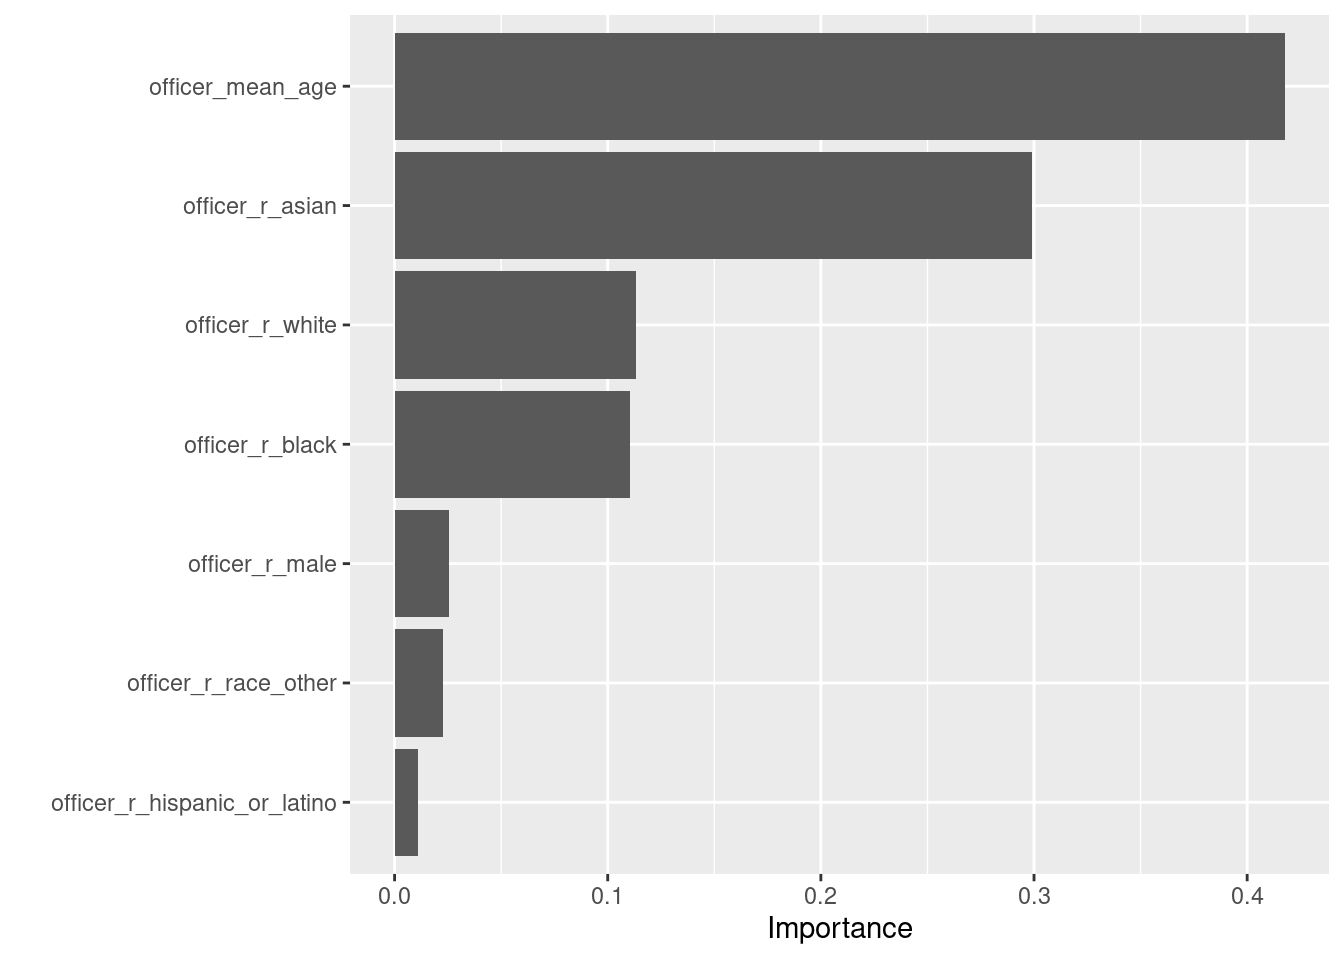 officer_mean_age
officer_r_asian
officer_r_white
officer_r_black
officer_r_male
officer_r_race_other
officer_r_hispanic_or_latino
0.0 0.1 0.2 0.3 0.4
Importance